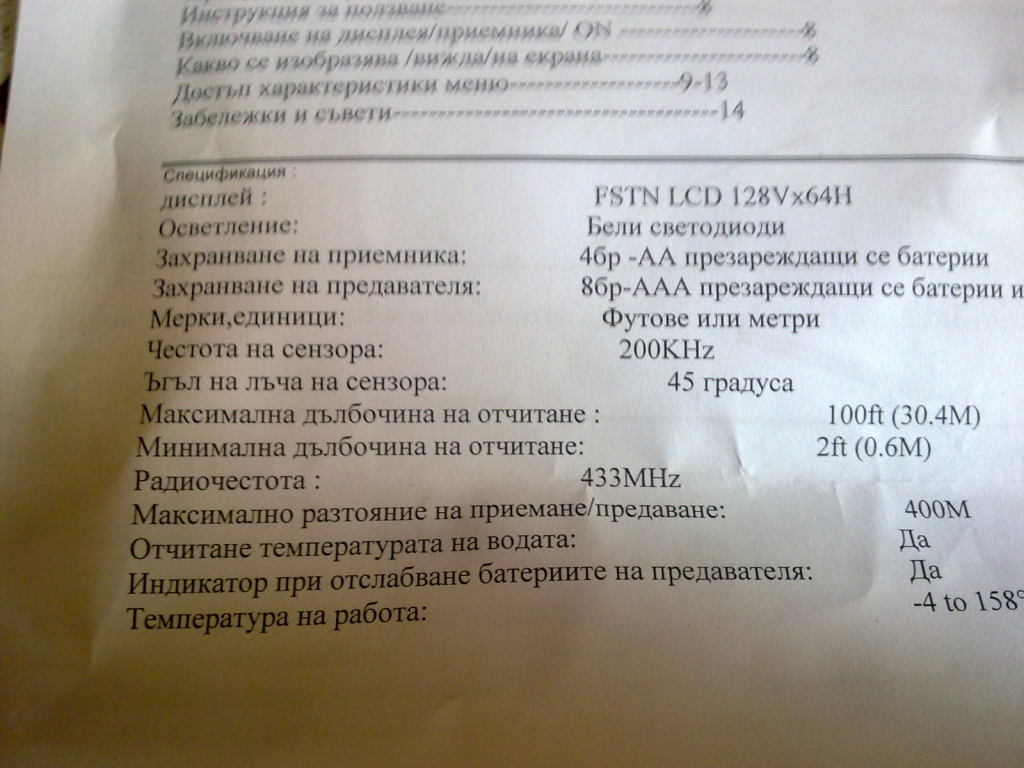 Инструкция за ползване-----------------------------8
Включване на дисплея/приемника/ ON --------------------8
Какво се изобразява /вижда/на екрана-----------------------8
Достъп характеристики меню-------------------9-13
Забележки и съвети------------------------------------14
Спецификация :
дисплей : FSTN LCD 128Vx64H
Осветление: Бели светодиоди
Захранване на приемника: 4бр -АА презареждащи се батерии
Захранване на предавателя: 8бр-ААА презареждащи се батерии и
Мерки,единици: Футове или метри
Честота на сензора: 200KHz
Ъгъл на лъча на сензора: 45 градуса
Максимална дълбочина на отчитане : 100ft (30.4M)
Минимална дълбочина на отчитане: 2ft (0.6M)
Радиочестота : 433MHz
Максимално разтояние на приемане/предаване: 400M
Отчитане температурата на водата: Да
Индикатор при отслабване батериите на предавателя: Да
Температура на работа: -4 to 158°